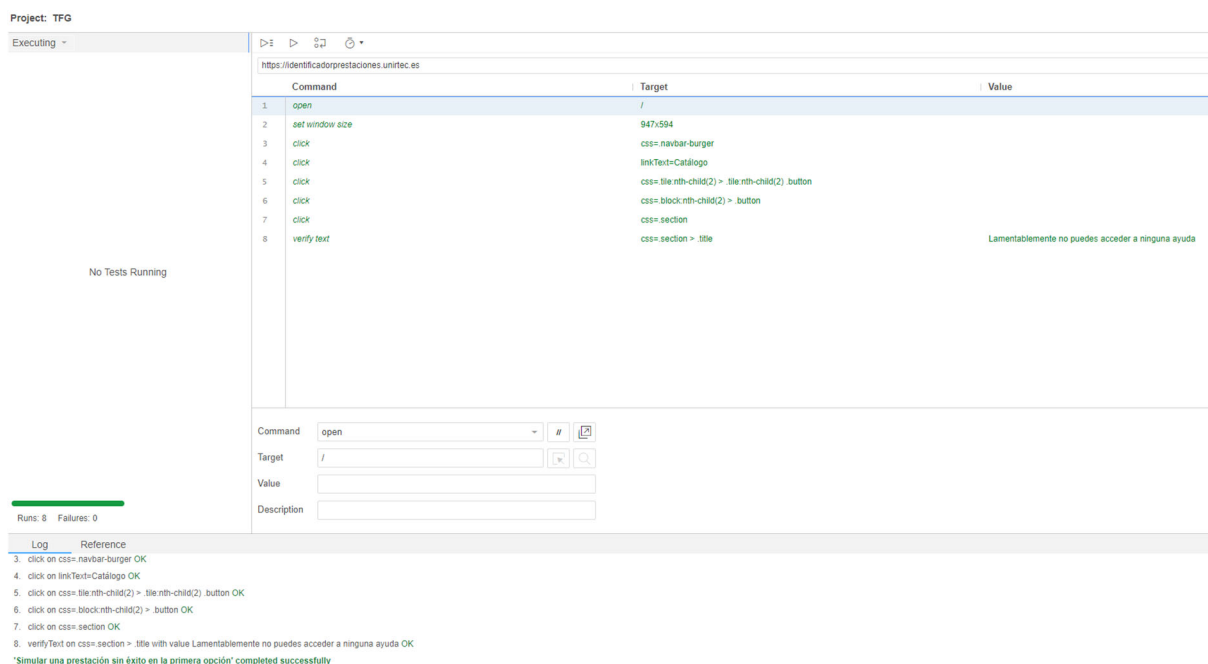 Project: TFG
Executing
https://identificadorprestaciones.unirtec.es
Command Target Value
1 open /
2 set window size 947x594
3 click css=.navbar-burger
4 click linkText=Catálogo
5 click css=.tile:nth-child(2) > .tile:nth-child(2) .button
6 click css=.block:nth-child(2) > .button
7 click css=.section
8 verify text css=.section > .title Lamentablemente no puedes acceder a ninguna ayuda
No Tests Running
Command open //
Target /
Value
Description
Runs: 8 Failures: 0
Log Reference
3. click on css=.navbar-burger OK
4. click on linkText=Catálogo OK
5. click on css=.tile:nth-child(2) > .tile:nth-child(2) .button OK
6. click on css=.block:nth-child(2) > .button OK
7. click on css=.section OK
8. verifyText on css=.section > .title with value Lamentablemente no puedes acceder a ninguna ayuda OK
'Simular una prestación sin éxito en la primera opción' completed successfully